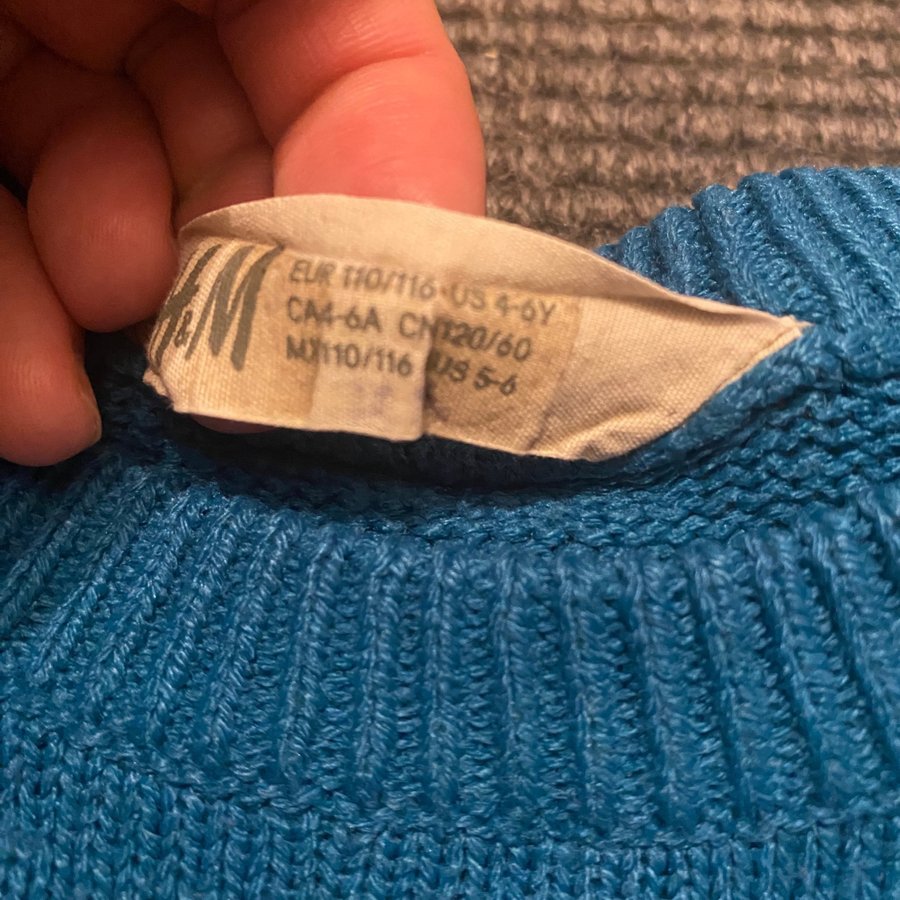 H&M
EUR 110/116 · US 4-6Y
CA4-6A CN120/60
MX110/116 US 5-6